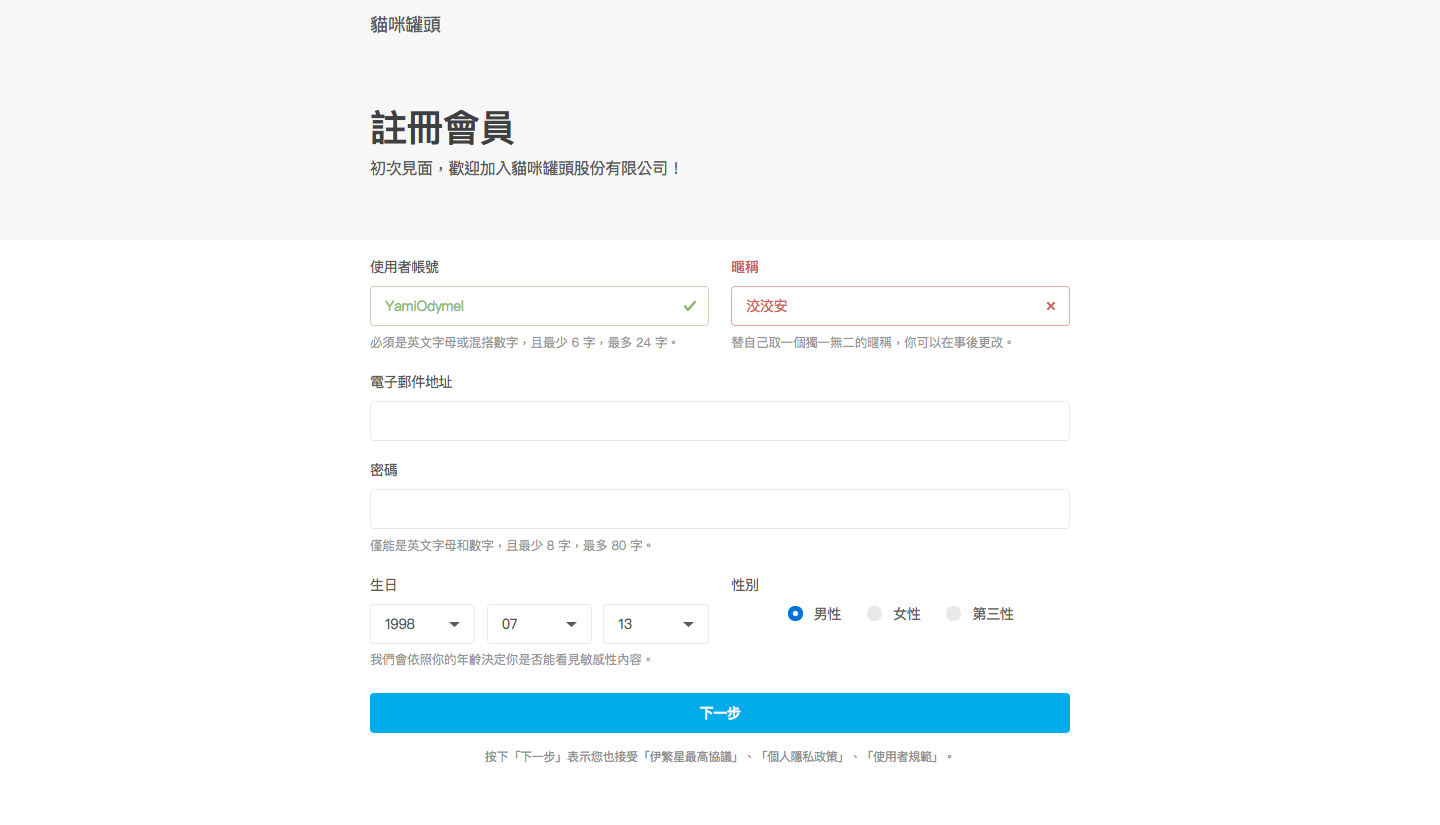 貓咪罐頭
註冊會員
初次見面，歡迎加入貓咪罐頭股份有限公司！
使用者帳號
暱稱
YamiOdymel
洨洨安
必須是英文字母或混搭數字，且最少 6 字，最多 24 字。
替自己取一個獨一無二的暱稱，你可以在事後更改。
電子郵件地址
密碼
僅能是英文字母和數字，且最少 8 字，最多 80 字。
生日
性別
1998 07 13
男性 女性 第三性
我們會依照你的年齡決定你是否能看見敏感性內容。
下一步
按下「下一步」表示您也接受「伊繁星最高協議」、「個人隱私政策」、「使用者規範」。